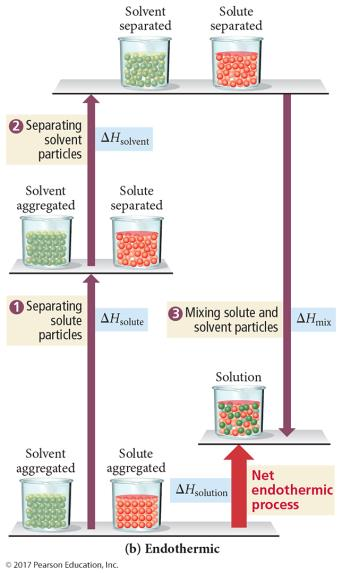 Solvent
separated
Solute
separated
2 Separating
solvent
particles
ΔHsolvent
Solvent
aggregated
Solute
separated
1 Separating
solute
particles
ΔHsolute
3 Mixing solute and
solvent particles
ΔHmix
Solution
Solvent
aggregated
Solute
aggregated
ΔHsolution
Net
endothermic
process
(b) Endothermic
© 2017 Pearson Education, Inc.